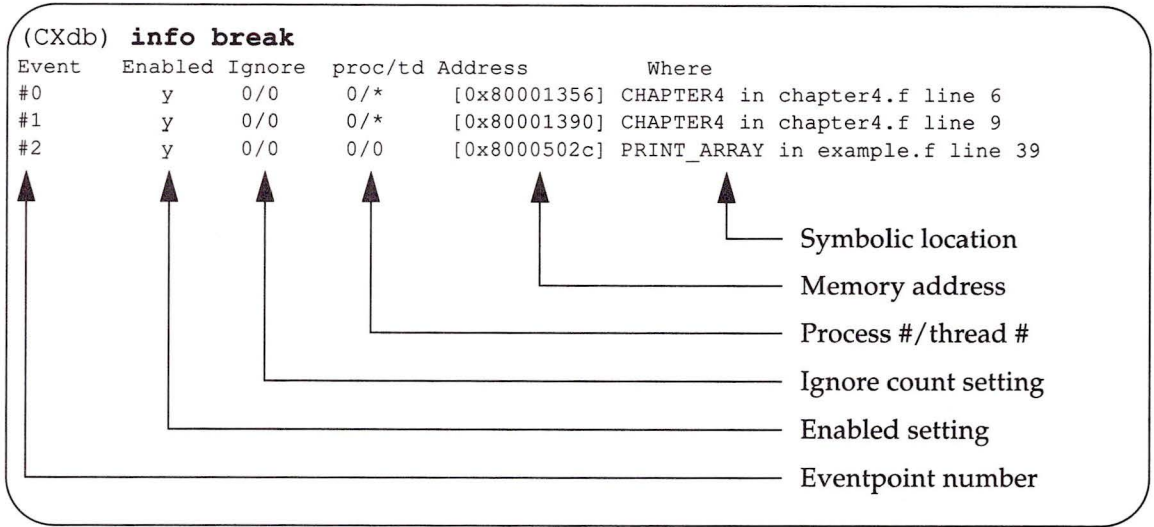 (CXdb) info break
Event Enabled Ignore proc/td Address Where
#0 y 0/0 0/* [0x80001356] CHAPTER4 in chapter4.f line 6
#1 y 0/0 0/* [0x80001390] CHAPTER4 in chapter4.f line 9
#2 y 0/0 0/0 [0x8000502c] PRINT_ARRAY in example.f line 39
Symbolic location
Memory address
Process #/thread #
Ignore count setting
Enabled setting
Eventpoint number